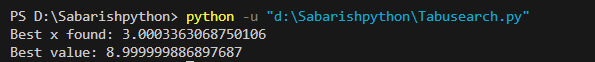 PS D:\Sabarishpython> python -u "d:\Sabarishpython\Tabusearch.py"
Best x found: 3.0003363068750106
Best value: 8.999999886897687